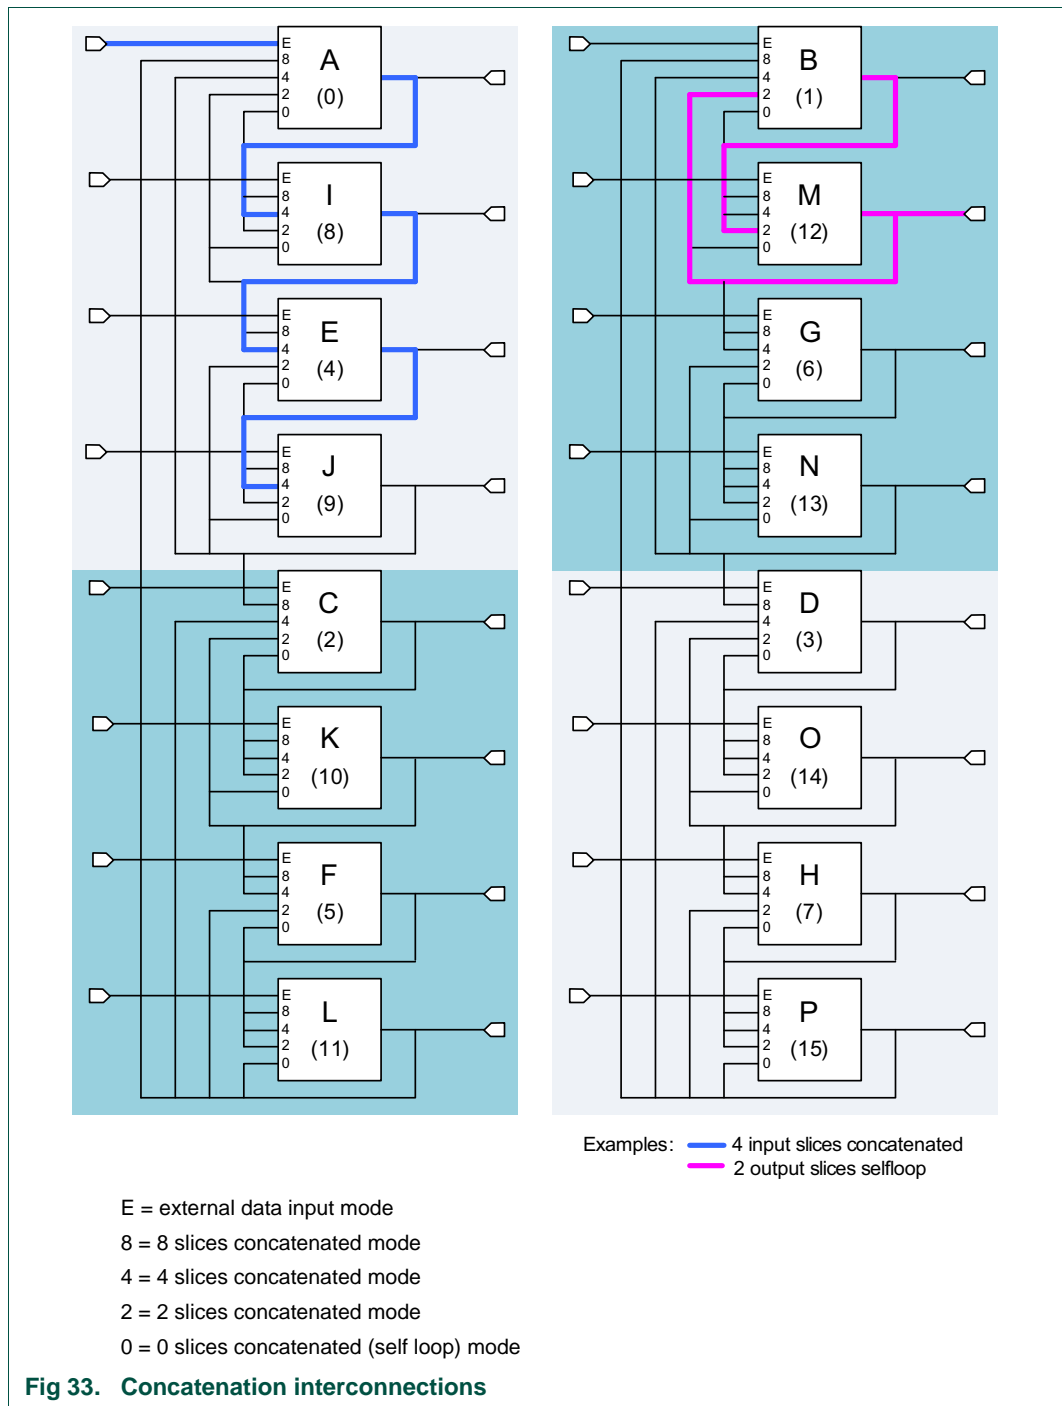 E
8
4
2
0
A
(0)
E
8
4
2
0
B
(1)
E
8
4
2
0
I
(8)
E
8
4
2
0
M
(12)
E
8
4
2
0
E
(4)
E
8
4
2
0
G
(6)
E
8
4
2
0
J
(9)
E
8
4
2
0
N
(13)
E
8
4
2
0
C
(2)
E
8
4
2
0
D
(3)
E
8
4
2
0
K
(10)
E
8
4
2
0
O
(14)
E
8
4
2
0
F
(5)
E
8
4
2
0
H
(7)
E
8
4
2
0
L
(11)
E
8
4
2
0
P
(15)
Examples: 4 input slices concatenated
2 output slices selfloop
E = external data input mode
8 = 8 slices concatenated mode
4 = 4 slices concatenated mode
2 = 2 slices concatenated mode
0 = 0 slices concatenated (self loop) mode
Fig 33. Concatenation interconnections